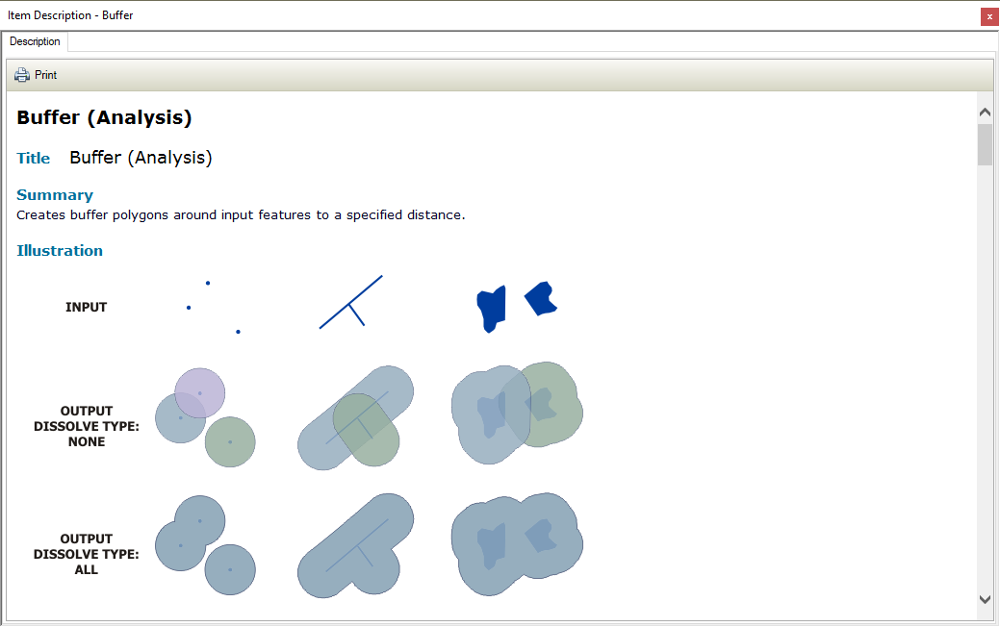 Item Description - Buffer
x
Description
Print
Buffer (Analysis)
Title Buffer (Analysis)
Summary
Creates buffer polygons around input features to a specified distance.
Illustration
INPUT
OUTPUT
DISSOLVE TYPE:
NONE
OUTPUT
DISSOLVE TYPE:
ALL